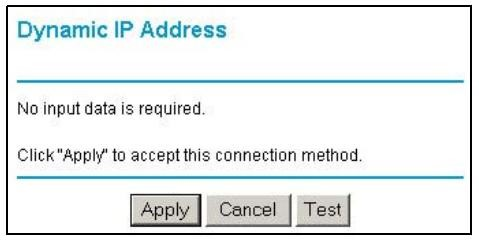 Dynamic IP Address
No input data is required.
Click "Apply" to accept this connection method.
Apply Cancel Test